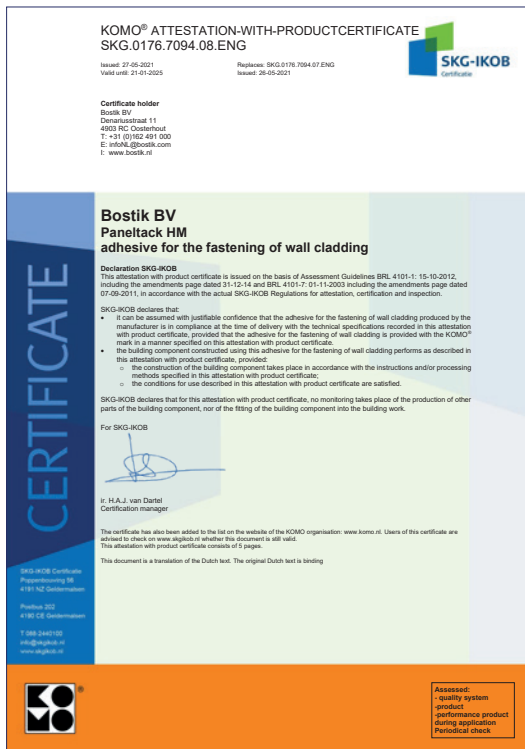 KOMO® ATTESTATION-WITH-PRODUCTCERTIFICATE
SKG.0176.7094.08.ENG
Issued: 27-05-2021
Valid until: 21-01-2025
Replaces: SKG.0176.7094.07.ENG
Issued: 26-05-2021
SKG-IKOB
Certificatie
Certificate holder
Bostik BV
Denariusstraat 11
4903 RC Oosterhout
T: +31 (0)162 491 000
E: infoNL@bostik.com
I: www.bostik.nl
Bostik BV
Paneltack HM
adhesive for the fastening of wall cladding
Declaration SKG-IKOB
This attestation with product certificate is issued on the basis of Assessment Guidelines BRL 4101-1: 15-10-2012,
including the amendments page dated 31-12-14 and BRL 4101-7: 01-11-2003 including the amendments page dated
07-09-2011, in accordance with the actual SKG-IKOB Regulations for attestation, certification and inspection.
SKG-IKOB declares that:
• it can be assumed with justifiable confidence that the adhesive for the fastening of wall cladding produced by the
manufacturer is in compliance at the time of delivery with the technical specifications recorded in this attestation
with product certificate, provided that the adhesive for the fastening of wall cladding is provided with the KOMO®
mark in a manner specified on this attestation with product certificate.
• the building component constructed using this adhesive for the fastening of wall cladding performs as described in
this attestation with product certificate, provided:
o the construction of the building component takes place in accordance with the instructions and/or processing
methods specified in this attestation with product certificate;
o the conditions for use described in this attestation with product certificate are satisfied.
SKG-IKOB declares that for this attestation with product certificate, no monitoring takes place of the production of other
parts of the building component, nor of the fitting of the building component into the building work.
For SKG-IKOB
ir. H.A.J. van Dartel
Certification manager
The certificate has also been added to the list on the website of the KOMO organisation: www.komo.nl. Users of this certificate are
advised to check on www.skgikob.nl whether this document is still valid.
This attestation with product certificate consists of 5 pages.
This document is a translation of the Dutch text. The original Dutch text is binding
CERTIFICATE
SKG-IKOB Certificatie
Poppenbouwing 56
4191 NZ Geldermalsen
Postbus 202
4190 CE Geldermalsen
T 088-2440100
info@skgikob.nl
www.skgikob.nl
KOMO®
Assessed:
- quality system
-product
-performance product
during application
Periodical check